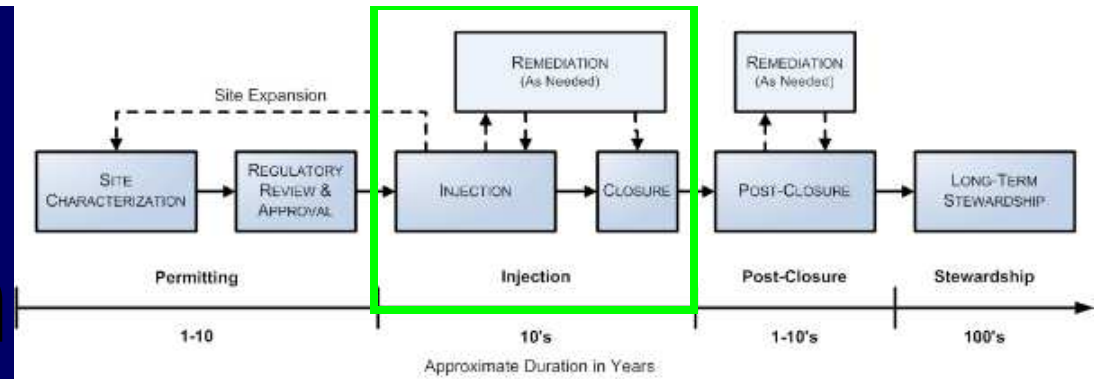 REMEDIATION
(As Needed)
REMEDIATION
(As Needed)
Site Expansion
SITE
CHARACTERIZATION
REGULATORY
REVIEW &
APPROVAL
INJECTION
CLOSURE
POST-CLOSURE
LONG-TERM
STEWARDSHIP
Permitting
Injection
Post-Closure
Stewardship
1-10
10's
1-10's
100's
Approximate Duration in Years